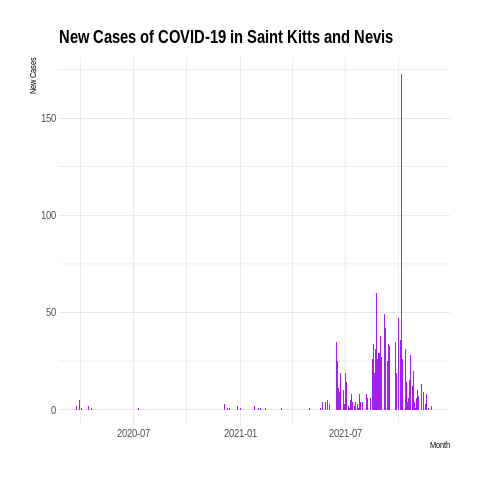 New Cases of COVID-19 in Saint Kitts and Nevis
New Cases
150
100
50
0
2020-07 2021-01 2021-07
Month